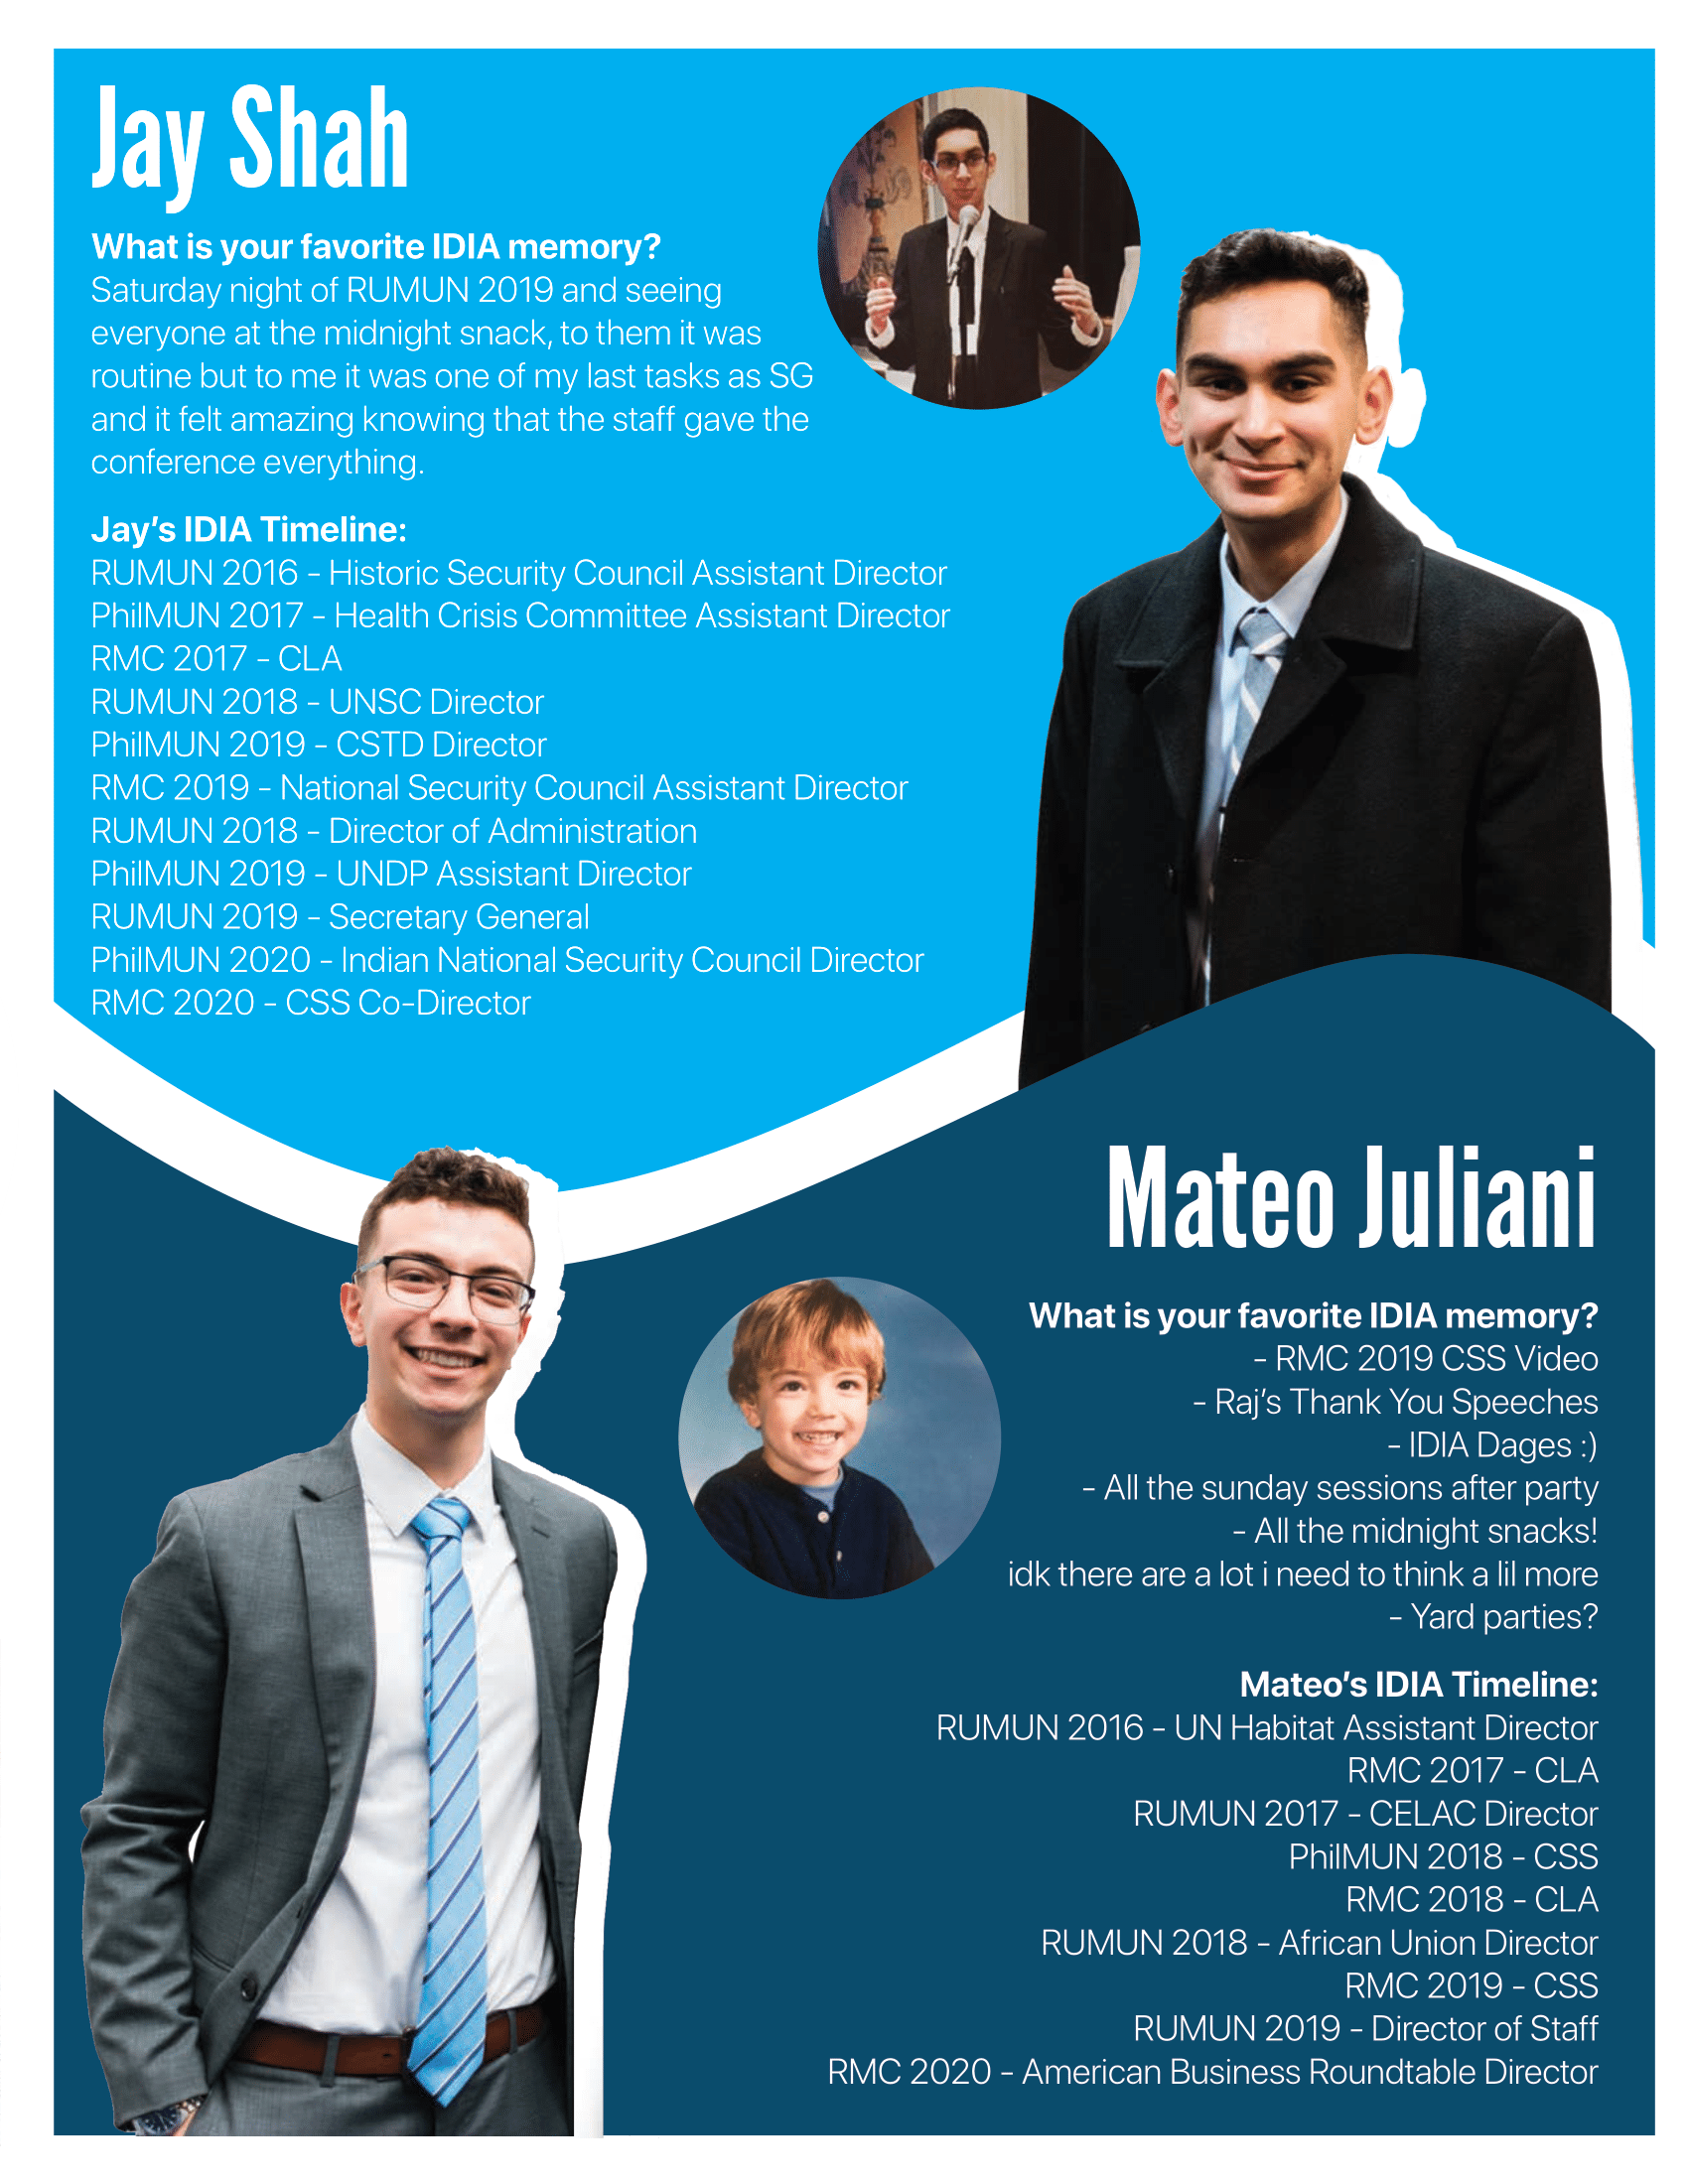 Jay Shah
What is your favorite IDIA memory?
Saturday night of RUMUN 2019 and seeing
everyone at the midnight snack, to them it was
routine but to me it was one of my last tasks as SG
and it felt amazing knowing that the staff gave the
conference everything.
Jay’s IDIA Timeline:
RUMUN 2016 - Historic Security Council Assistant Director
PhilMUN 2017 - Health Crisis Committee Assistant Director
RMC 2017 - CLA
RUMUN 2018 - UNSC Director
PhilMUN 2019 - CSTD Director
RMC 2019 - National Security Council Assistant Director
RUMUN 2018 - Director of Administration
PhilMUN 2019 - UNDP Assistant Director
RUMUN 2019 - Secretary General
PhilMUN 2020 - Indian National Security Council Director
RMC 2020 - CSS Co-Director
Mateo Juliani
What is your favorite IDIA memory?
- RMC 2019 CSS Video
- Raj’s Thank You Speeches
- IDIA Dages :)
- All the sunday sessions after party
- All the midnight snacks!
idk there are a lot i need to think a lil more
- Yard parties?
Mateo’s IDIA Timeline:
RUMUN 2016 - UN Habitat Assistant Director
RMC 2017 - CLA
RUMUN 2017 - CELAC Director
PhilMUN 2018 - CSS
RMC 2018 - CLA
RUMUN 2018 - African Union Director
RMC 2019 - CSS
RUMUN 2019 - Director of Staff
RMC 2020 - American Business Roundtable Director